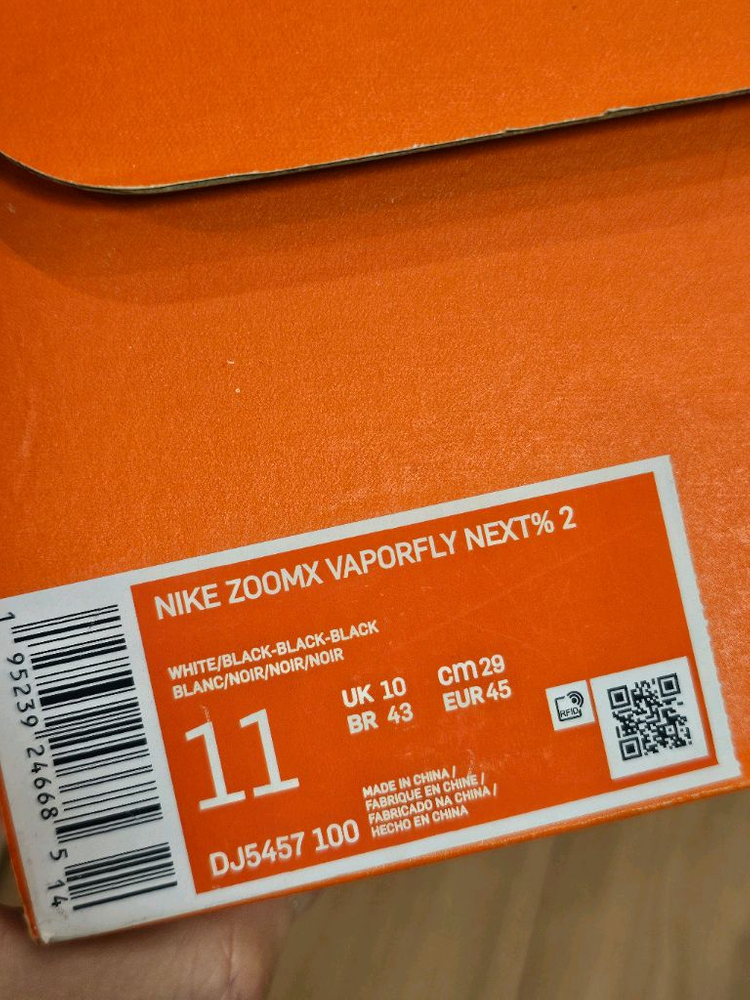 NIKE ZOOMX VAPORFLY NEXT% 2
WHITE/BLACK-BLACK-BLACK
BLANC/NOIR/NOIR/NOIR
11
UK 10
BR 43
cm 29
EUR 45
RFID
DJ5457 100
MADE IN CHINA /
FABRIQUE EN CHINE /
FABRICADO NA CHINA /
HECHO EN CHINA
1 95239 24668 5 14